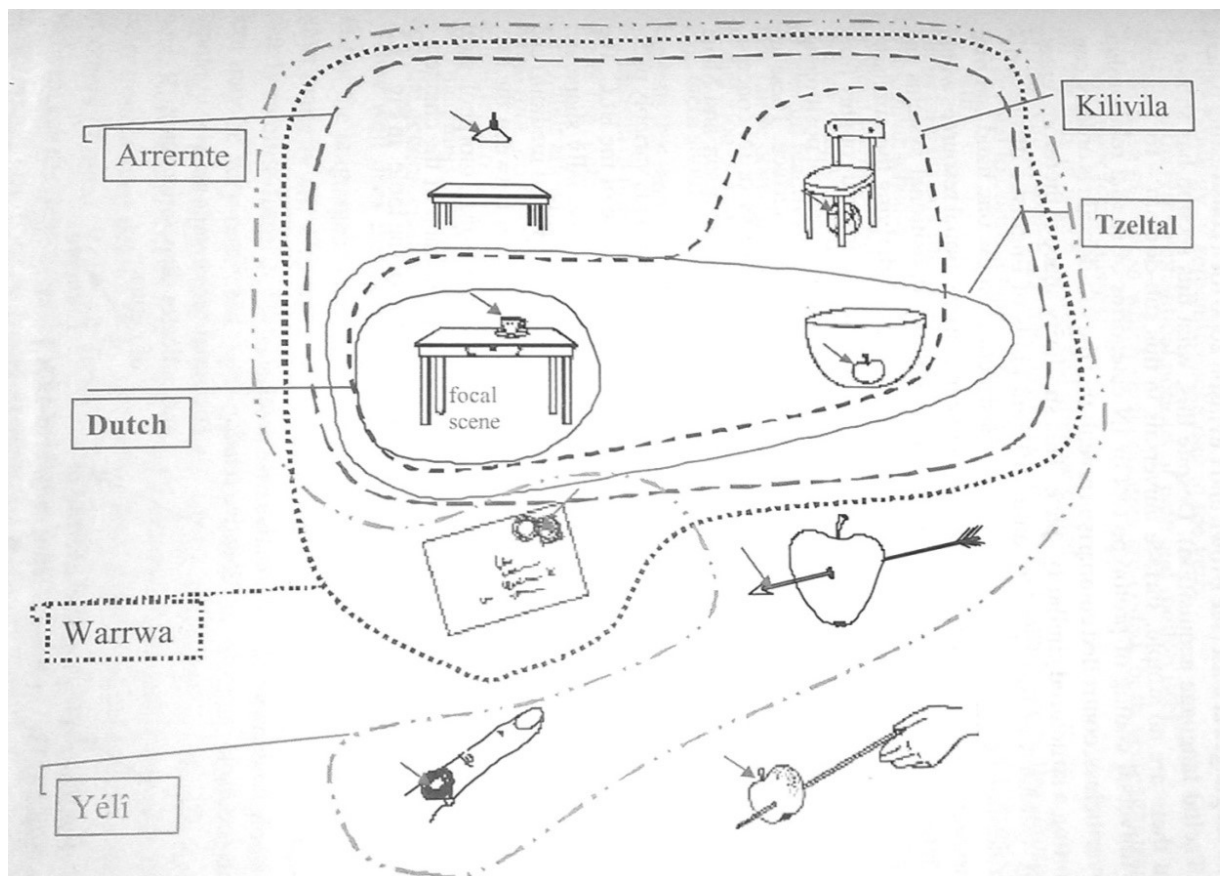 Kilivila
Arrernte
Tzeltal
focal
scene
Dutch
Warrwa
Yélî